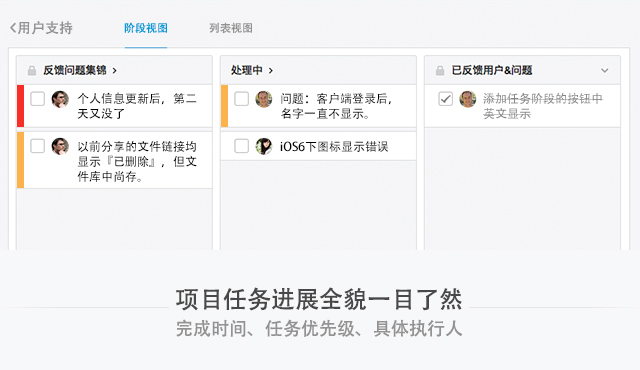 用户支持
阶段视图
列表视图
反馈问题集锦
个人信息更新后，第二
天又没了
以前分享的文件链接均
显示『已删除』，但文
件库中尚存。
处理中
问题：客户端登录后，
名字一直不显示。
iOS6下图标显示错误
已反馈用户&问题
添加任务阶段的按钮中
英文显示
项目任务进展全貌一目了然
完成时间、任务优先级、具体执行人